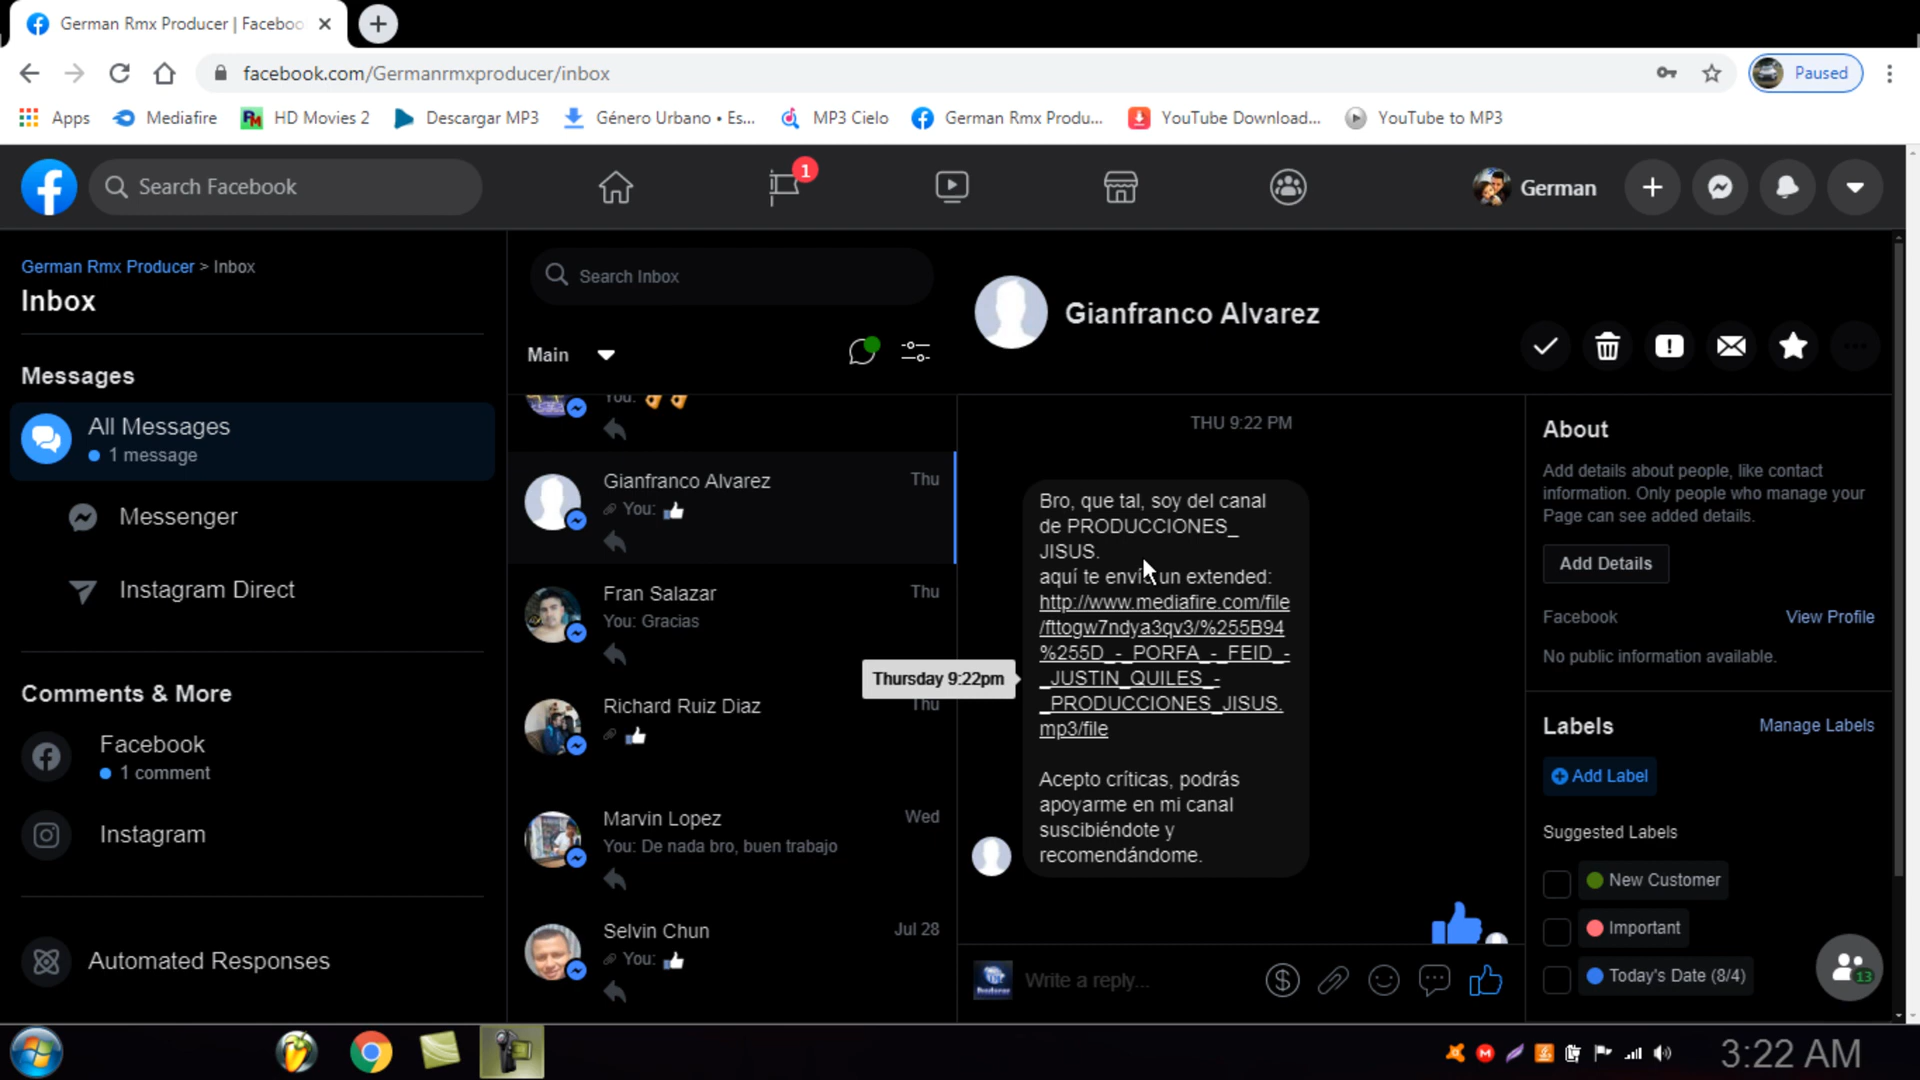 German Rmx Producer | Faceboo
facebook.com/Germanrmxproducer/inbox
Paused
Apps
Mediafire
HD Movies 2
Descargar MP3
Género Urbano • Es...
MP3 Cielo
German Rmx Produ...
YouTube Download...
YouTube to MP3
Search Facebook
1
German
German Rmx Producer > Inbox
Inbox
Messages
All Messages
1 message
Messenger
Instagram Direct
Comments & More
Facebook
1 comment
Instagram
Automated Responses
Search Inbox
Main
You:
Gianfranco Alvarez
Thu
You:
Fran Salazar
Thu
You: Gracias
Richard Ruiz Diaz
Thu
Marvin Lopez
Wed
You: De nada bro, buen trabajo
Selvin Chun
Jul 28
You:
Gianfranco Alvarez
THU 9:22 PM
Bro, que tal, soy del canal
de PRODUCCIONES_
JISUS.
aquí te envío un extended:
http://www.mediafire.com/file
/fttogw7ndya3qv3/%255B94
%255D_-_PORFA_-_FEID_-
_JUSTIN_QUILES_-
_PRODUCCIONES_JISUS.
mp3/file
Acepto críticas, podrás
apoyarme en mi canal
suscibiéndote y
recomendándome.
Thursday 9:22pm
Write a reply...
About
Add details about people, like contact
information. Only people who manage your
Page can see added details.
Add Details
Facebook
View Profile
No public information available.
Labels
Manage Labels
Add Label
Suggested Labels
New Customer
Important
Today's Date (8/4)
13
3:22 AM